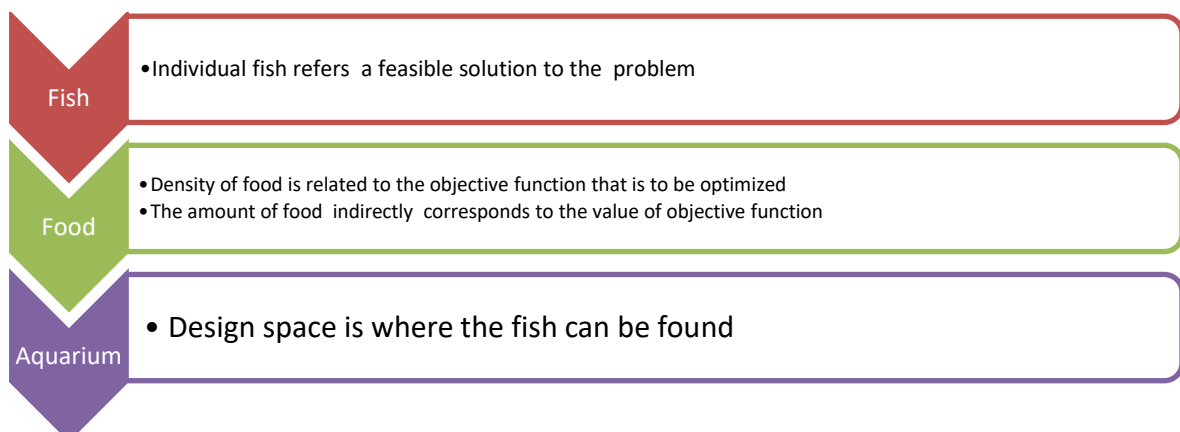 Fish
•Individual fish refers a feasible solution to the problem
Food
•Density of food is related to the objective function that is to be optimized
•The amount of food indirectly corresponds to the value of objective function
Aquarium
• Design space is where the fish can be found